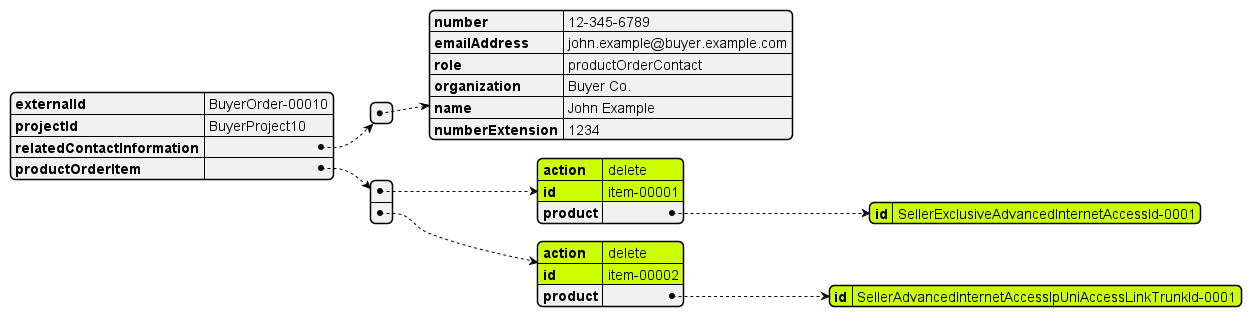 number 12-345-6789
emailAddress john.example@buyer.example.com
role productOrderContact
organization Buyer Co.
name John Example
numberExtension 1234
externalId BuyerOrder-00010
projectId BuyerProject10
relatedContactInformation
productOrderItem
action delete
id item-00001
product
id SellerExclusiveAdvancedInternetAccessId-0001
action delete
id item-00002
product
id SellerAdvancedInternetAccessIpUniAccessLinkTrunkId-0001